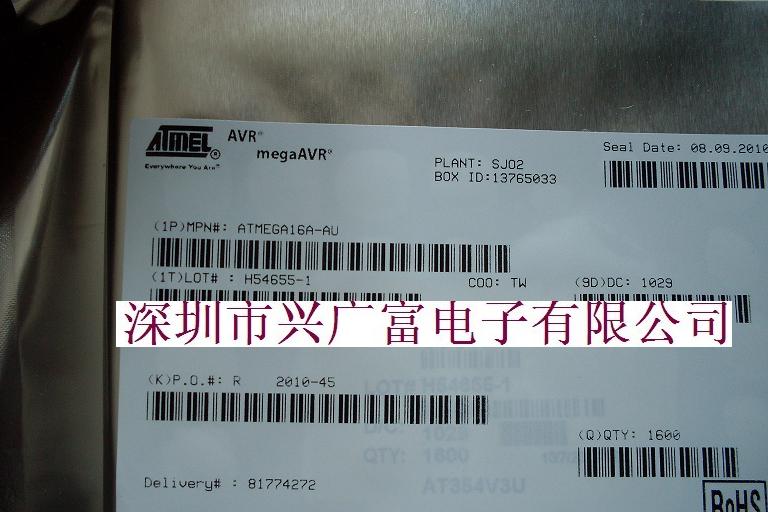 ATMEL® AVR®
megaAVR®
Everywhere You Are™
PLANT: SJ02
BOX ID:13765033
Seal Date: 08.09.2010
(1P)MPN#: ATMEGA16A-AU
(1T)LOT# : H54655-1
COO: TW
(9D)DC: 1029
深圳市兴广富电子有限公司
(K)P.O.#: R 2010-45
LOT# H54655-1
D/C: 1029
(Q)QTY: 1600
QTY: 1600
Delivery# : 81774272
AT354V3U
RoHS